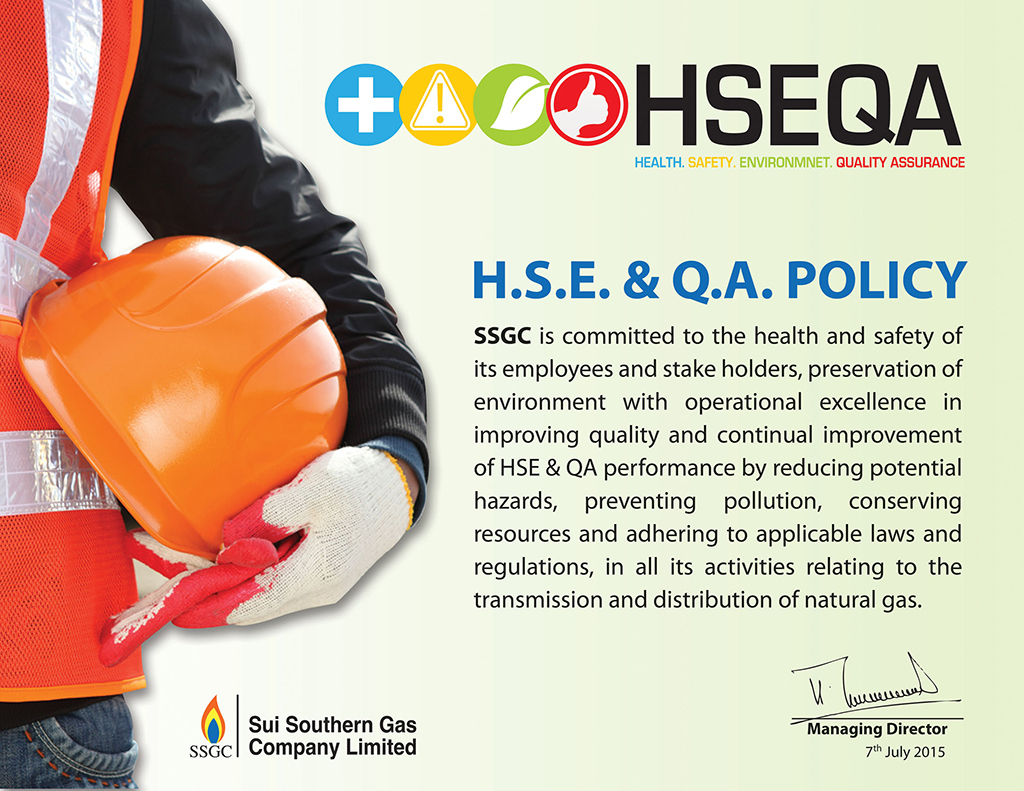 HSEQA
HEALTH. SAFETY. ENVIRONMNET. QUALITY ASSURANCE
H.S.E. & Q.A. POLICY
SSGC is committed to the health and safety of
its employees and stake holders, preservation of
environment with operational excellence in
improving quality and continual improvement
of HSE & QA performance by reducing potential
hazards, preventing pollution, conserving
resources and adhering to applicable laws and
regulations, in all its activities relating to the
transmission and distribution of natural gas.
Managing Director
7th July 2015
SSGC
Sui Southern Gas
Company Limited